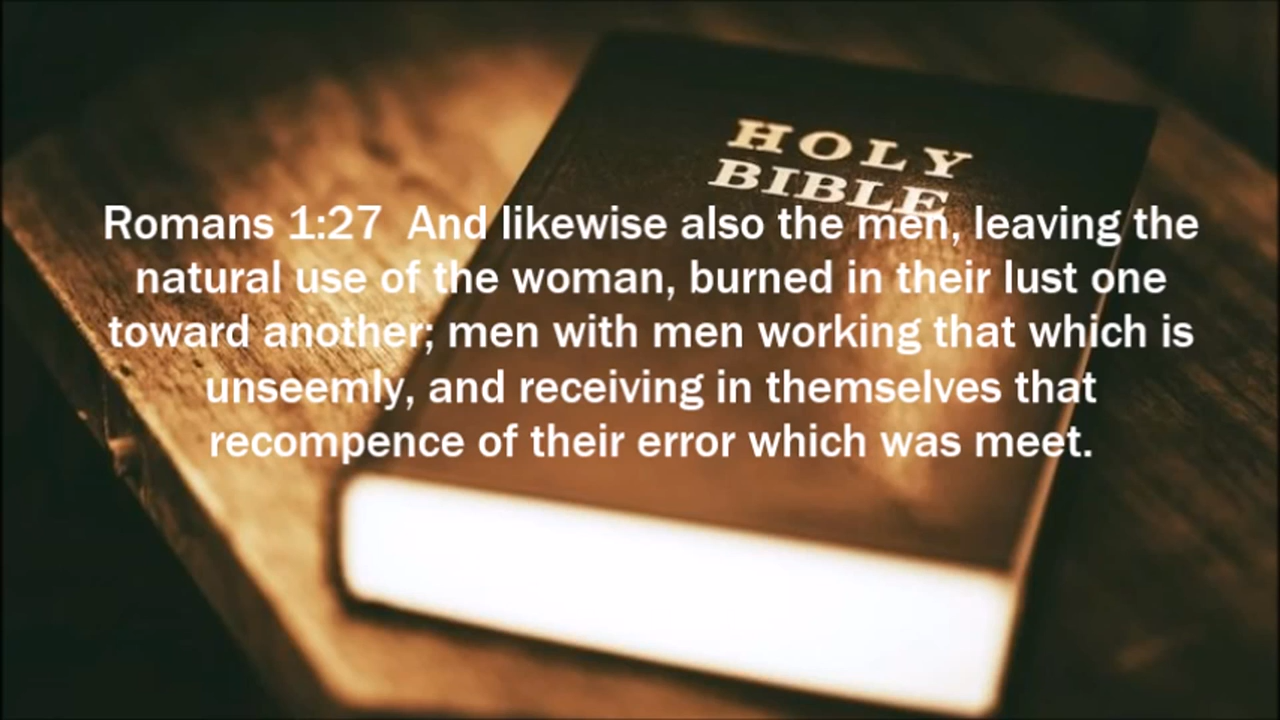 HOLY
BIBLE
Romans 1:27  And likewise also the men, leaving the
natural use of the woman, burned in their lust one
toward another; men with men working that which is
unseemly, and receiving in themselves that
recompence of their error which was meet.